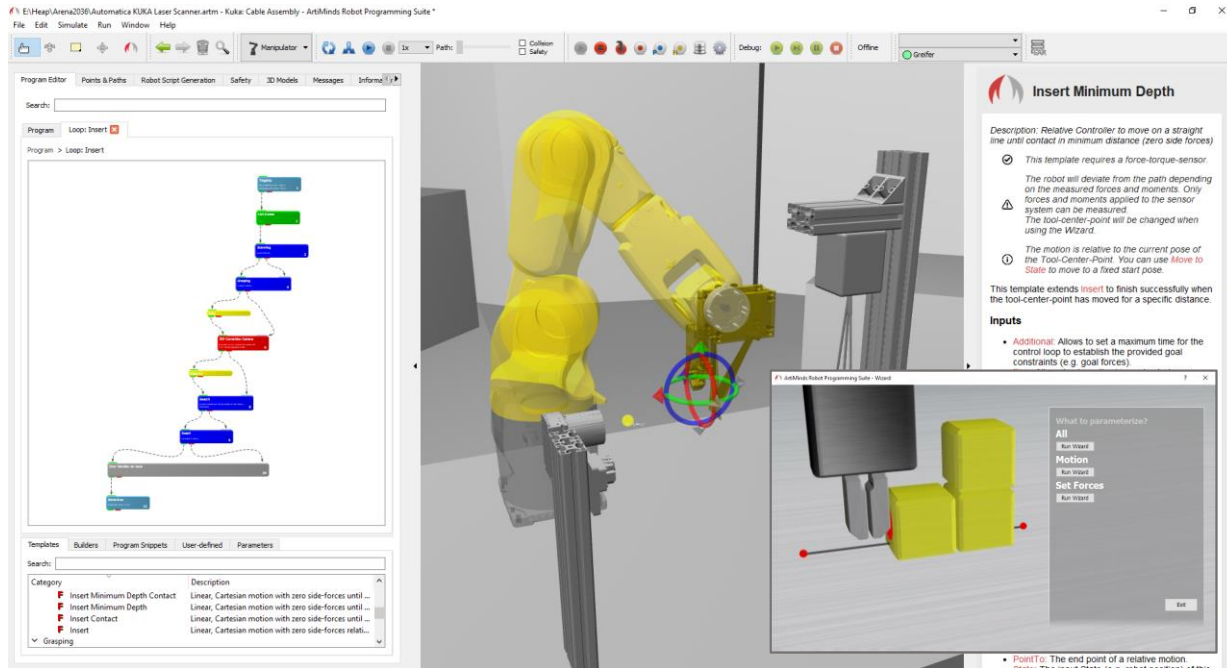 E:\Heap\Arena2036\Automatica KUKA Laser Scanner.artm - Kuka: Cable Assembly - ArtiMinds Robot Programming Suite *
File Edit Simulate Run Window Help
Manipulator
1x
Path:
Collision
Safety
Debug:
Offline
Greifer
Program Editor
Points & Paths
Robot Script Generation
Safety
3D Models
Messages
Search:
Program
Loop: Insert
Program > Loop: Insert
Templates
Builders
Program Snippets
User-defined
Parameters
Search:
Category
Description
Insert Minimum Depth Contact
Linear, Cartesian motion with zero side-forces until ...
Insert Minimum Depth
Linear, Cartesian motion with zero side-forces until ...
Insert Contact
Linear, Cartesian motion with zero side-forces until ...
Insert
Linear, Cartesian motion with zero side-forces relati...
Grasping
Insert Minimum Depth
Description: Relative Controller to move on a straight
line until contact in minimum distance (zero side forces)
This template requires a force-torque-sensor.
The robot will deviate from the path depending
on the measured forces and moments. Only
forces and moments applied to the sensor
system can be measured.
The tool-center-point will be changed when
using the Wizard.
The motion is relative to the current pose of
the Tool-Center-Point. You can use Move to
State to move to a fixed start pose.
This template extends Insert to finish successfully when
the tool-center-point has moved for a specific distance.
Inputs
• Additional: Allows to set a maximum time for the
control loop to establish the provided goal
constraints (e.g. goal forces).
ArtiMinds Robot Programming Suite - Wizard
What to parameterize?
All
Run Wizard
Motion
Run Wizard
Set Forces
Run Wizard
Exit
• PointTo: The end point of a relative motion.